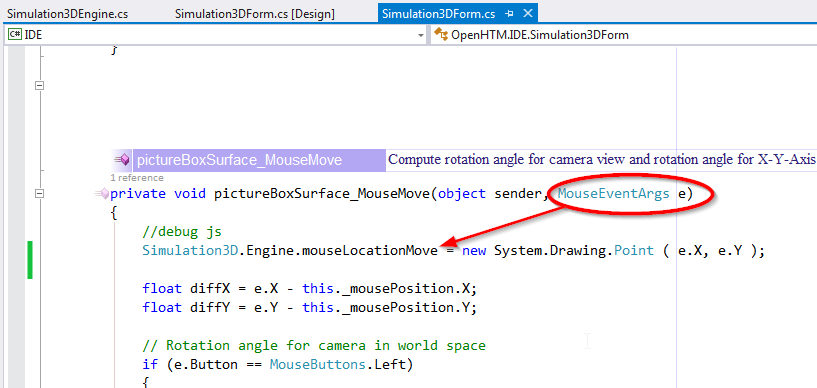 Simulation3DEngine.cs Simulation3DForm.cs [Design] Simulation3DForm.cs
C# IDE OpenHTM.IDE.Simulation3DForm
}
pictureBoxSurface_MouseMove Compute rotation angle for camera view and rotation angle for X-Y-Axis
1 reference
private void pictureBoxSurface_MouseMove(object sender, MouseEventArgs e)
{
//debug js
Simulation3D.Engine.mouseLocationMove = new System.Drawing.Point ( e.X, e.Y );
float diffX = e.X - this._mousePosition.X;
float diffY = e.Y - this._mousePosition.Y;
// Rotation angle for camera in world space
if (e.Button == MouseButtons.Left)
{